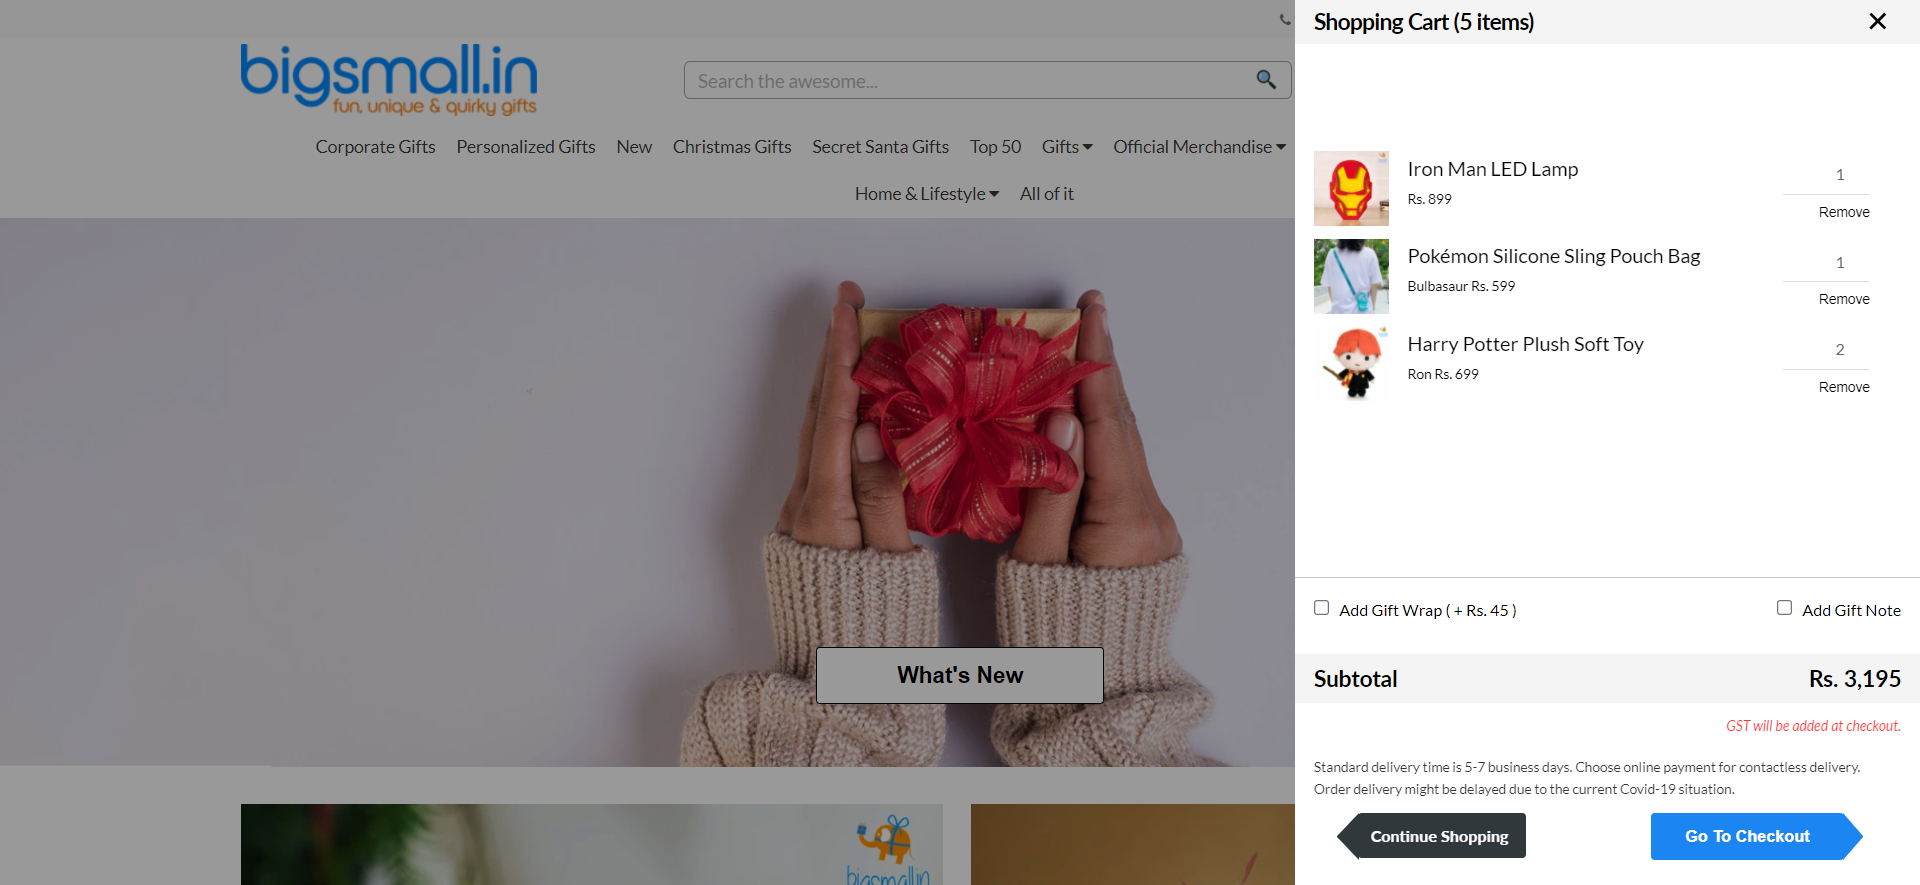 bigsmall.in
fun, unique & quirky gifts
Search the awesome...
Corporate Gifts Personalized Gifts New Christmas Gifts Secret Santa Gifts Top 50 Gifts Official Merchandise
Home & Lifestyle All of it
What's New
bigsmall.in
Shopping Cart (5 items)
Iron Man LED Lamp
1
Rs. 899
Remove
Pokémon Silicone Sling Pouch Bag
1
Bulbasaur Rs. 599
Remove
Harry Potter Plush Soft Toy
2
Ron Rs. 699
Remove
Add Gift Wrap ( + Rs. 45 ) Add Gift Note
Subtotal Rs. 3,195
GST will be added at checkout.
Standard delivery time is 5-7 business days. Choose online payment for contactless delivery.
Order delivery might be delayed due to the current Covid-19 situation.
Continue Shopping Go To Checkout